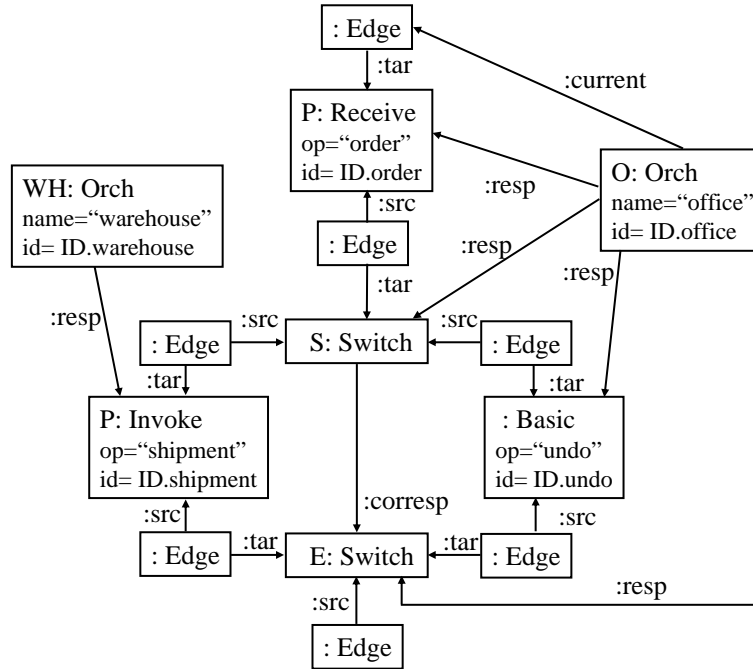 : Edge
:tar
:current
P: Receive
op=“order”
id= ID.order
:resp
O: Orch
name=“office”
id= ID.office
WH: Orch
name=“warehouse”
id= ID.warehouse
:src
: Edge
:resp
:resp
:tar
:resp
:src
:src
: Edge
S: Switch
: Edge
:tar
:tar
P: Invoke
op=“shipment”
id= ID.shipment
: Basic
op=“undo”
id= ID.undo
:corresp
:src
:src
: Edge
:tar
E: Switch
:tar
: Edge
:resp
:src
: Edge